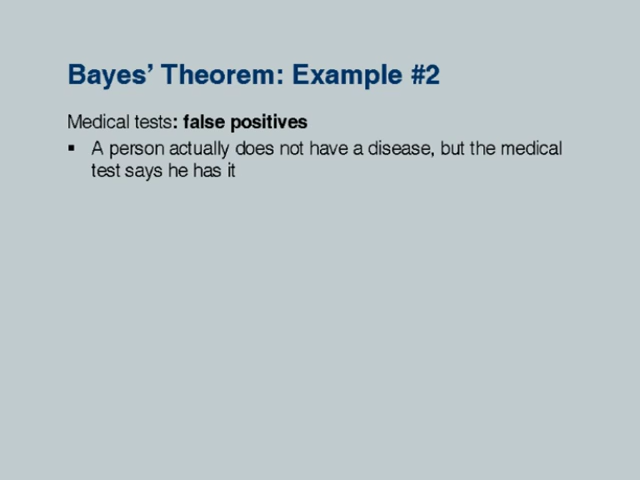 Bayes’ Theorem: Example #2
Medical tests: false positives
▪ A person actually does not have a disease, but the medical
test says he has it